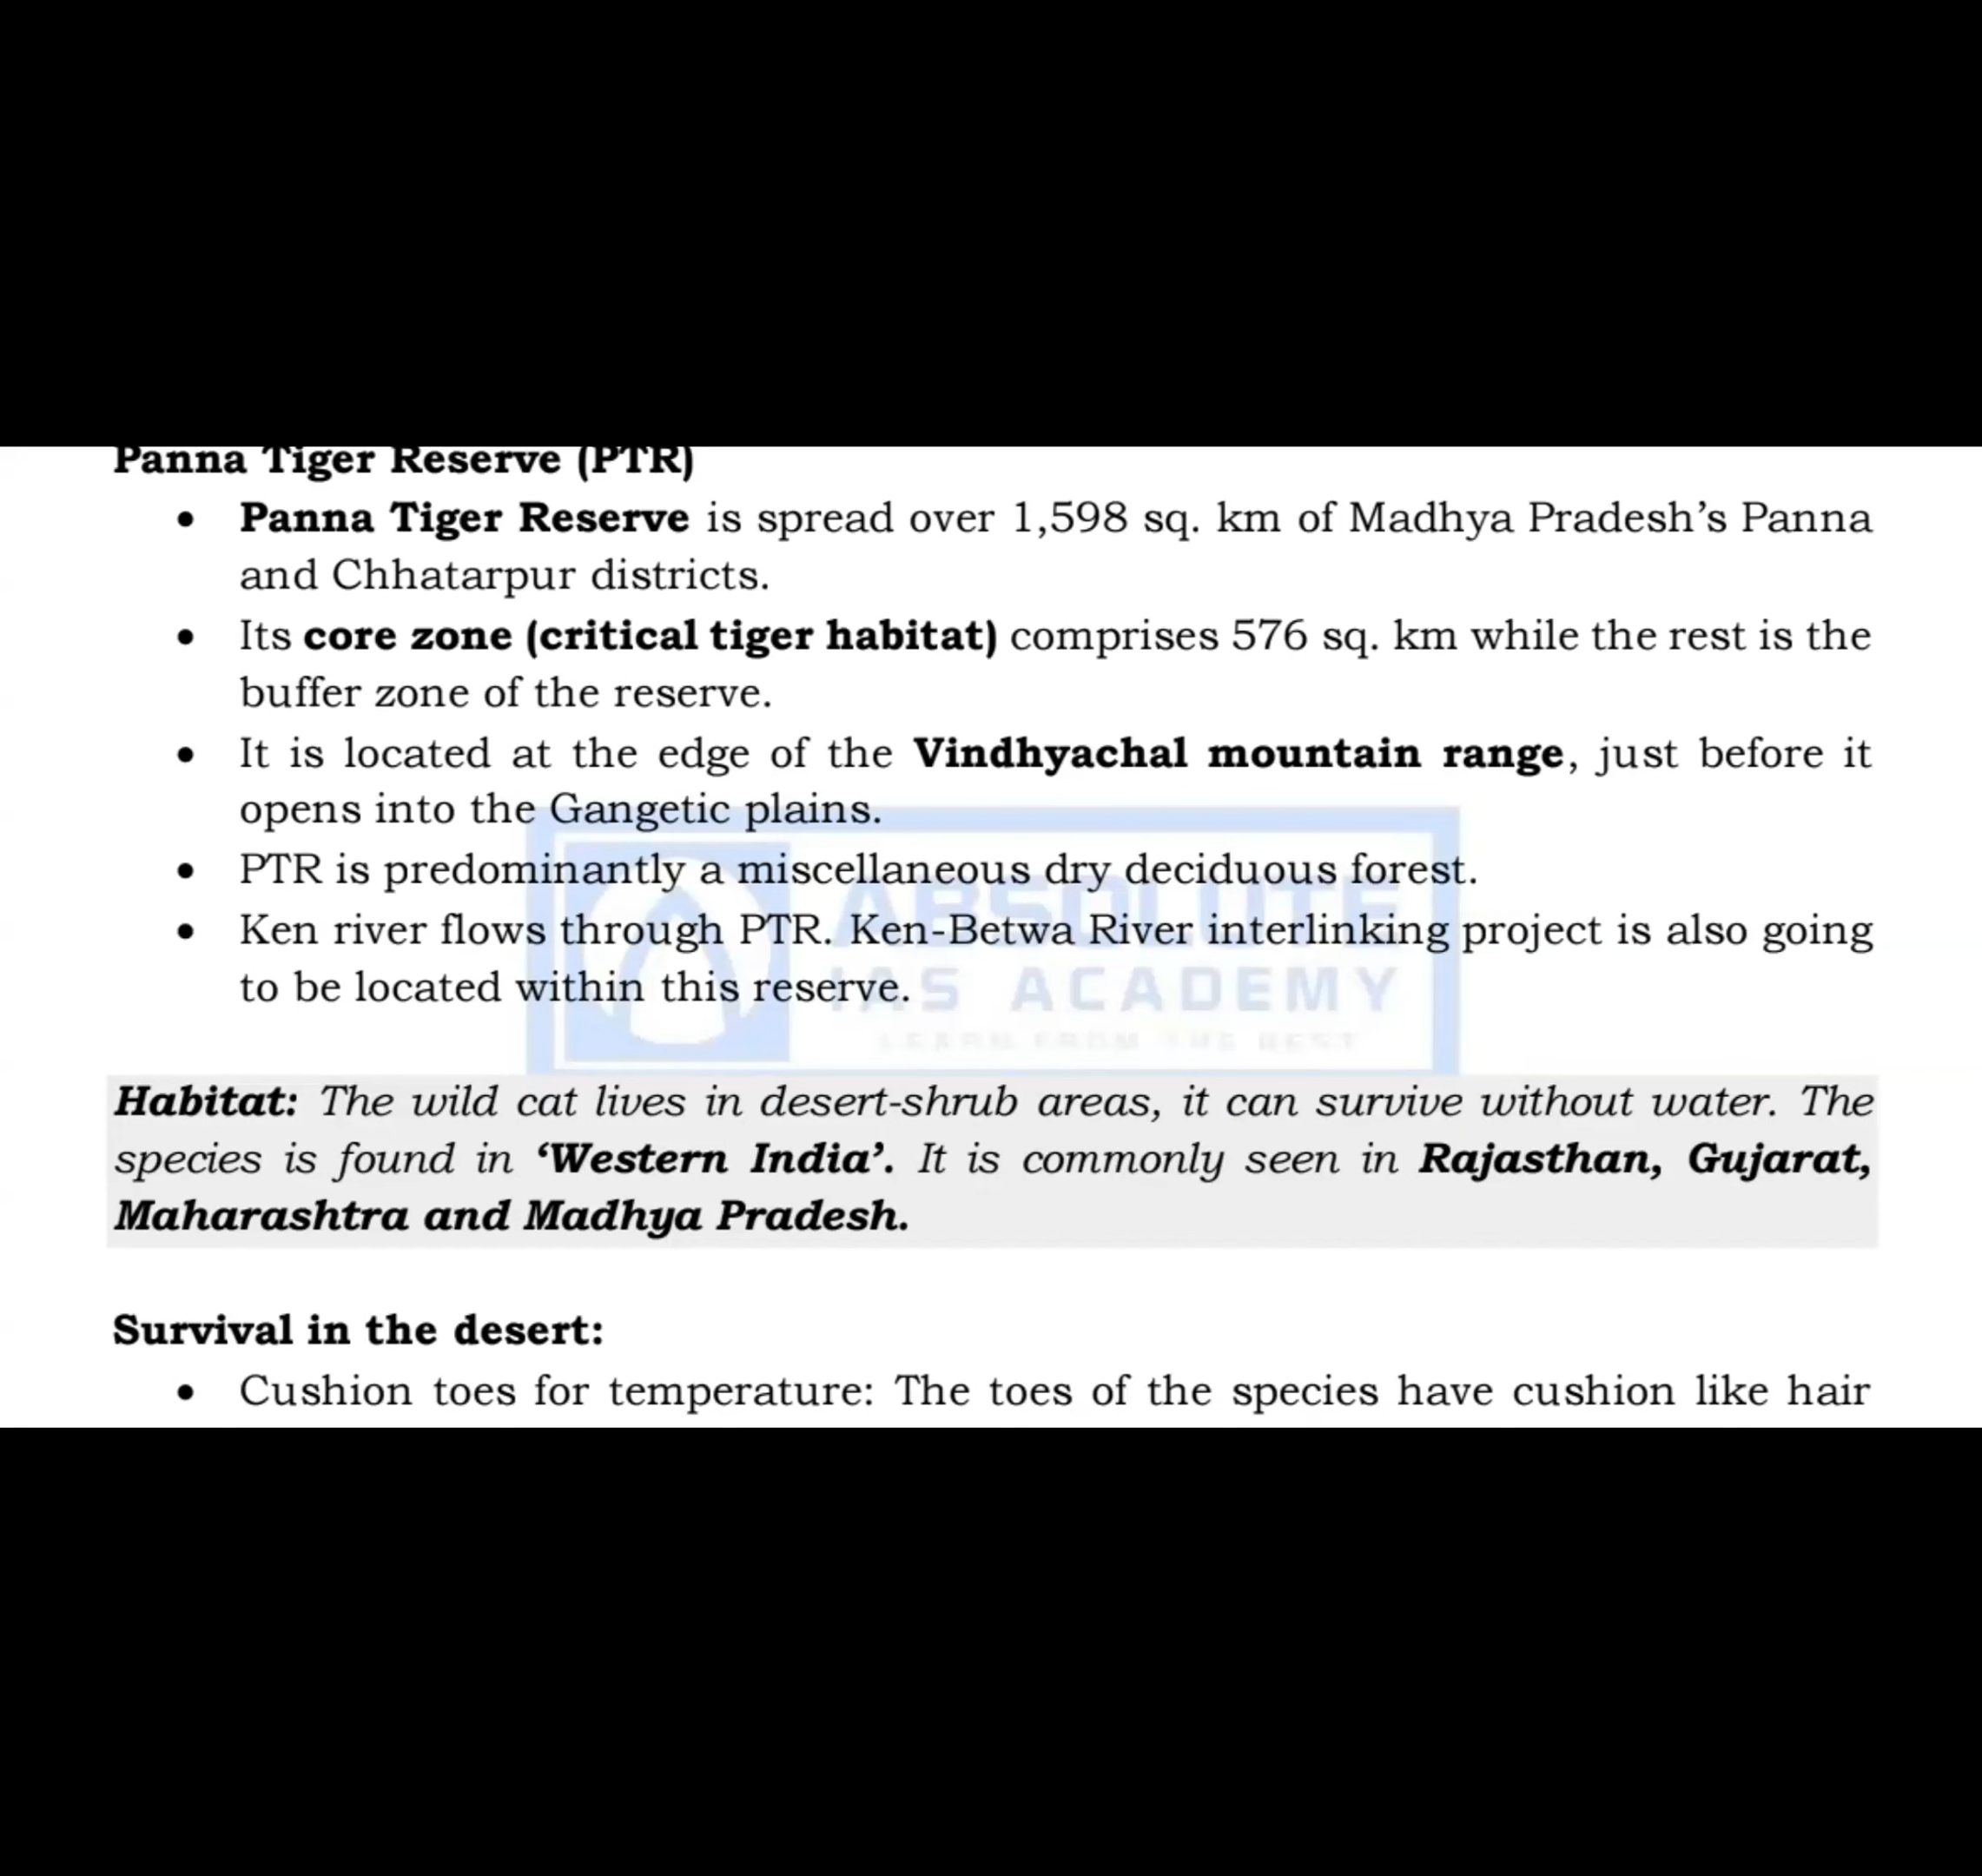 Panna Tiger Reserve (PTR)
• Panna Tiger Reserve is spread over 1,598 sq. km of Madhya Pradesh’s Panna
and Chhatarpur districts.
• Its core zone (critical tiger habitat) comprises 576 sq. km while the rest is the
buffer zone of the reserve.
• It is located at the edge of the Vindhyachal mountain range, just before it
opens into the Gangetic plains.
• PTR is predominantly a miscellaneous dry deciduous forest.
• Ken river flows through PTR. Ken-Betwa River interlinking project is also going
to be located within this reserve.
ABSOLUTE
IAS ACADEMY
LEARN FROM THE BEST
Habitat: The wild cat lives in desert-shrub areas, it can survive without water. The
species is found in ‘Western India’. It is commonly seen in Rajasthan, Gujarat,
Maharashtra and Madhya Pradesh.
Survival in the desert:
• Cushion toes for temperature: The toes of the species have cushion like hair